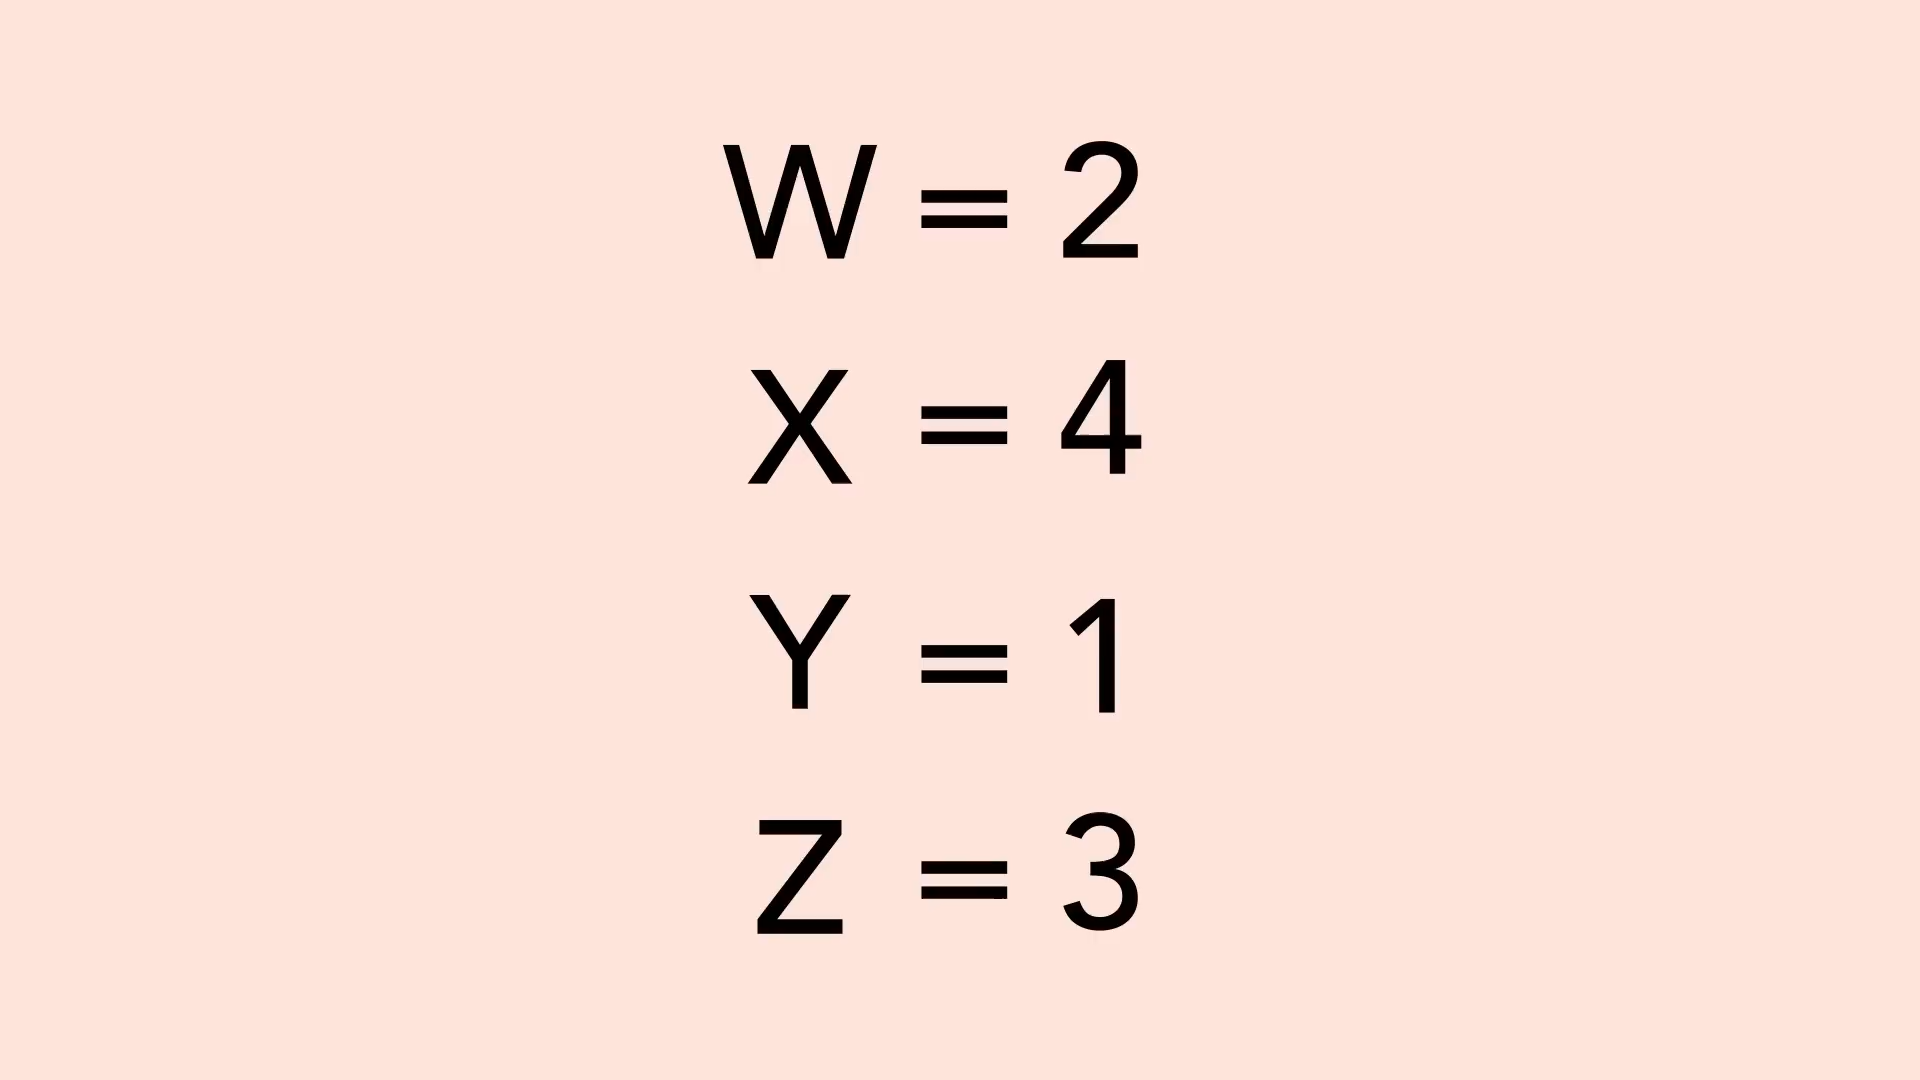 W = 2
X = 4
Y = 1
Z = 3